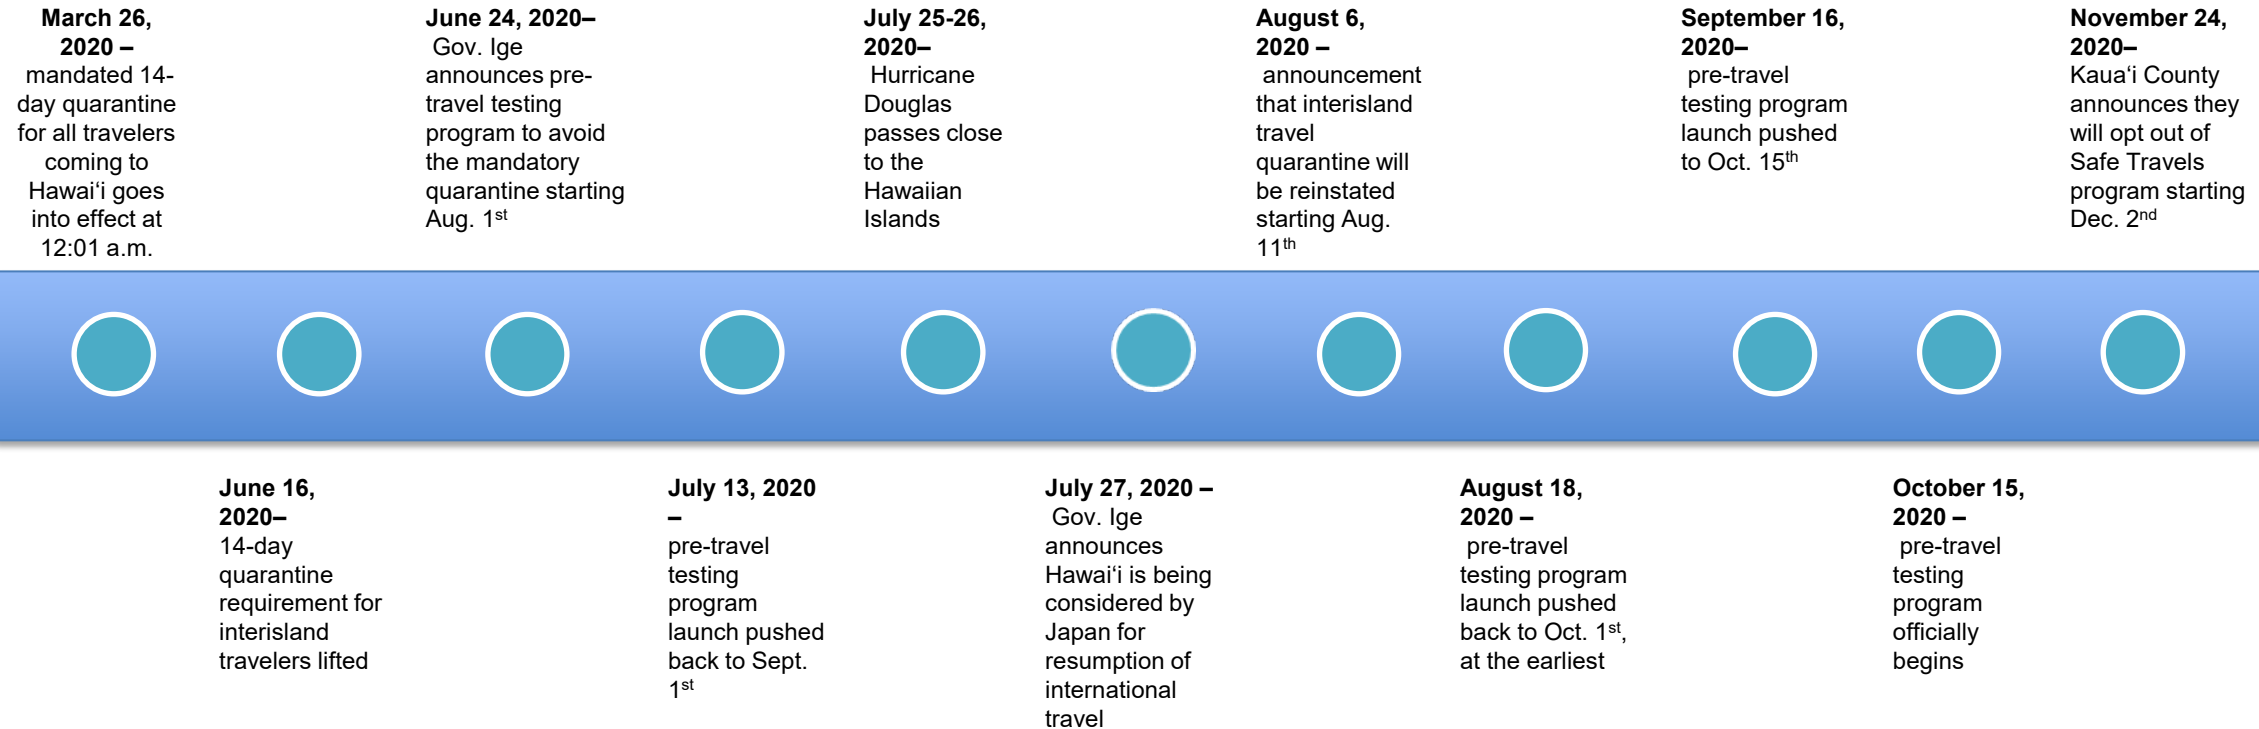 March 26,
2020 –
mandated 14-
day quarantine
for all travelers
coming to
Hawaiʻi goes
into effect at
12:01 a.m.
June 16,
2020–
14-day
quarantine
requirement for
interisland
travelers lifted
June 24, 2020–
Gov. Ige
announces pre-
travel testing
program to avoid
the mandatory
quarantine starting
Aug. 1st
July 13, 2020
–
pre-travel
testing
program
launch pushed
back to Sept.
1st
July 25-26,
2020–
Hurricane
Douglas
passes close
to the
Hawaiian
Islands
July 27, 2020 –
Gov. Ige
announces
Hawaiʻi is being
considered by
Japan for
resumption of
international
travel
August 6,
2020 –
announcement
that interisland
travel
quarantine will
be reinstated
starting Aug.
11th
August 18,
2020 –
pre-travel
testing program
launch pushed
back to Oct. 1st,
at the earliest
September 16,
2020–
pre-travel
testing program
launch pushed
to Oct. 15th
October 15,
2020 –
pre-travel
testing
program
officially
begins
November 24,
2020–
Kauaʻi County
announces they
will opt out of
Safe Travels
program starting
Dec. 2nd